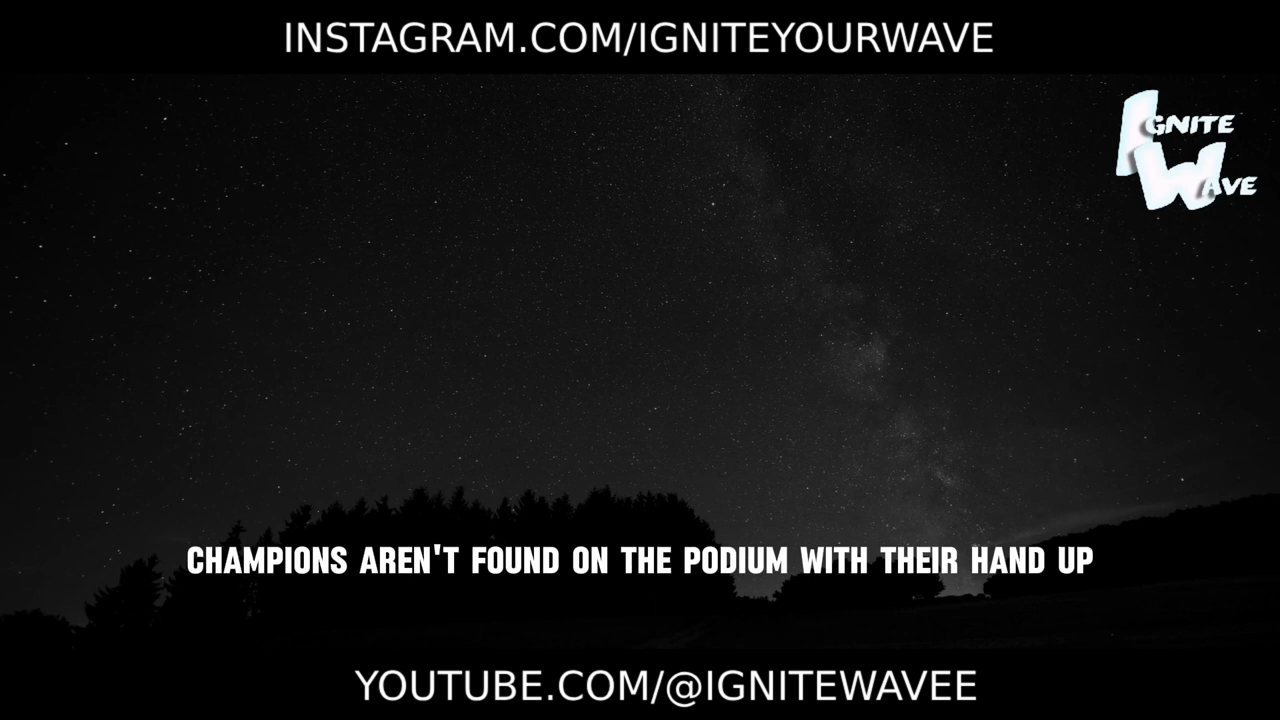 INSTAGRAM.COM/IGNITEYOURWAVE
IGNITE
WAVE
CHAMPIONS AREN'T FOUND ON THE PODIUM WITH THEIR HAND UP
YOUTUBE.COM/@IGNITEWAVEE